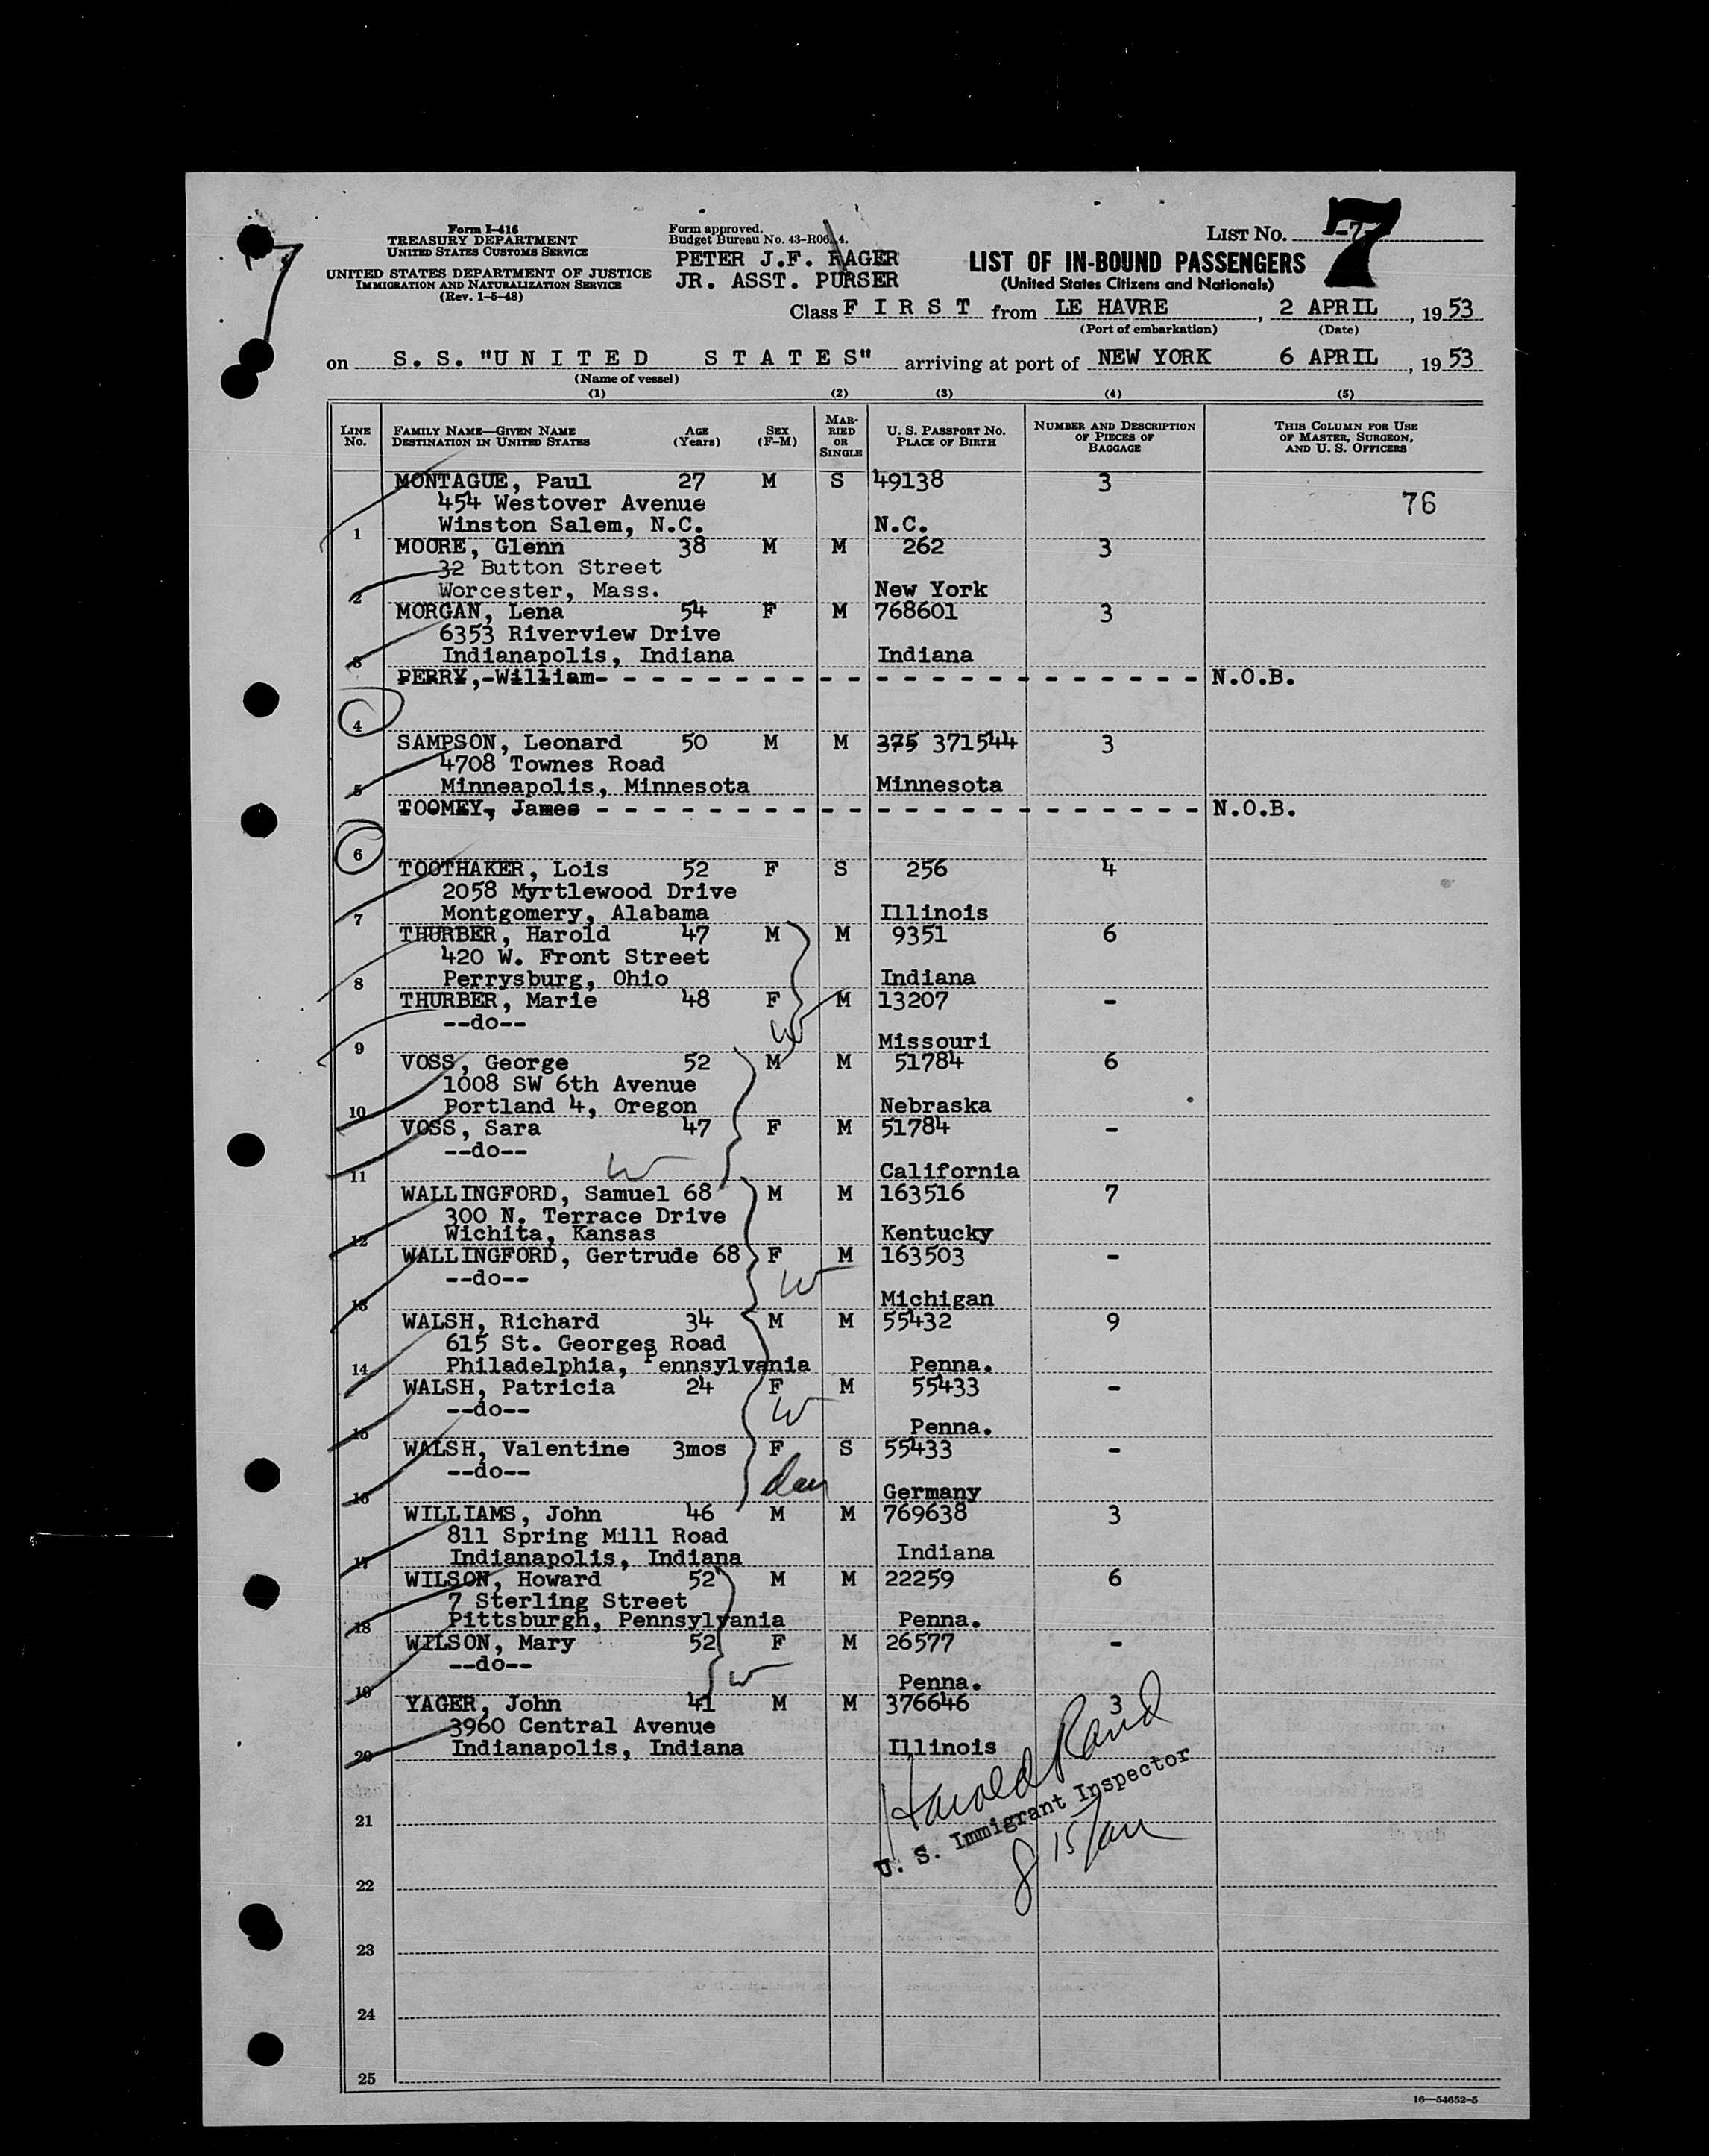 Form I-416
TREASURY DEPARTMENT
UNITED STATES CUSTOMS SERVICE
UNITED STATES DEPARTMENT OF JUSTICE
IMMIGRATION AND NATURALIZATION SERVICE
(Rev. 1-5-48)
7
Form approved.
Budget Bureau No.
PETER J.F. RAGER
JR. ASST. PURSER
LIST NO. -7-
7
LIST OF IN-BOUND PASSENGERS
(United States Citizens and Nationals)
Class F I R S T from LE HAVRE, 2 APRIL, 1953
(Port of embarkation) (Date)
on S. S. "U N I T E D S T A T E S" arriving at port of NEW YORK 6 APRIL, 1953
(Name of vessel)
(1) (2) (3) (4) (5)
LINE NO. FAMILY NAME—GIVEN NAME DESTINATION IN UNITED STATES AGE (Years) SEX (F-M) MARRIED OR SINGLE U. S. PASSPORT NO. PLACE OF BIRTH NUMBER AND DESCRIPTION OF PIECES OF BAGGAGE THIS COLUMN FOR USE OF MASTER, SURGEON, AND U. S. OFFICERS
MONTAGUE, Paul 27 M S 49138 3
454 Westover Avenue 76
1 Winston Salem, N.C. N.C.
MOORE, Glenn 38 M M 262 3
32 Button Street
2 Worcester, Mass. New York
MORGAN, Lena 54 F M 768601 3
6353 Riverview Drive
3 Indianapolis, Indiana Indiana
PERRY, William N.O.B.
4
SAMPSON, Leonard 50 M M 375 371544 3
4708 Townes Road
5 Minneapolis, Minnesota Minnesota
TOOMEY, James N.O.B.
6
TOOTHAKER, Lois 52 F S 256 4
2058 Myrtlewood Drive
7 Montgomery, Alabama Illinois
THURBER, Harold 47 M M 9351 6
420 W. Front Street
8 Perrysburg, Ohio Indiana
THURBER, Marie 48 F M 13207 -
--do-- W
9 Missouri
VOSS, George 52 M M 51784 6
1008 SW 6th Avenue
10 Portland 4, Oregon Nebraska
VOSS, Sara 47 F M 51784 -
--do-- W
11 California
WALLINGFORD, Samuel 68 M M 163516 7
300 N. Terrace Drive
12 Wichita, Kansas Kentucky
WALLINGFORD, Gertrude 68 F M 163503 -
--do-- W
13 Michigan
WALSH, Richard 34 M M 55432 9
615 St. Georges Road
14 Philadelphia, Pennsylvania Penna.
WALSH, Patricia 24 F M 55433 -
--do-- W
15 Penna.
WALSH, Valentine 3mos F S 55433 -
--do-- dau
16 Germany
WILLIAMS, John 46 M M 769638 3
811 Spring Mill Road
17 Indianapolis, Indiana Indiana
WILSON, Howard 52 M M 22259 6
7 Sterling Street
18 Pittsburgh, Pennsylvania Penna.
WILSON, Mary 52 F M 26577 -
--do-- W
19 Penna.
YAGER, John 41 M M 376646 3
3960 Central Avenue
20 Indianapolis, Indiana Illinois
Harold Rand
U. S. Immigrant Inspector
21
22
23
24
25
16—54652-5